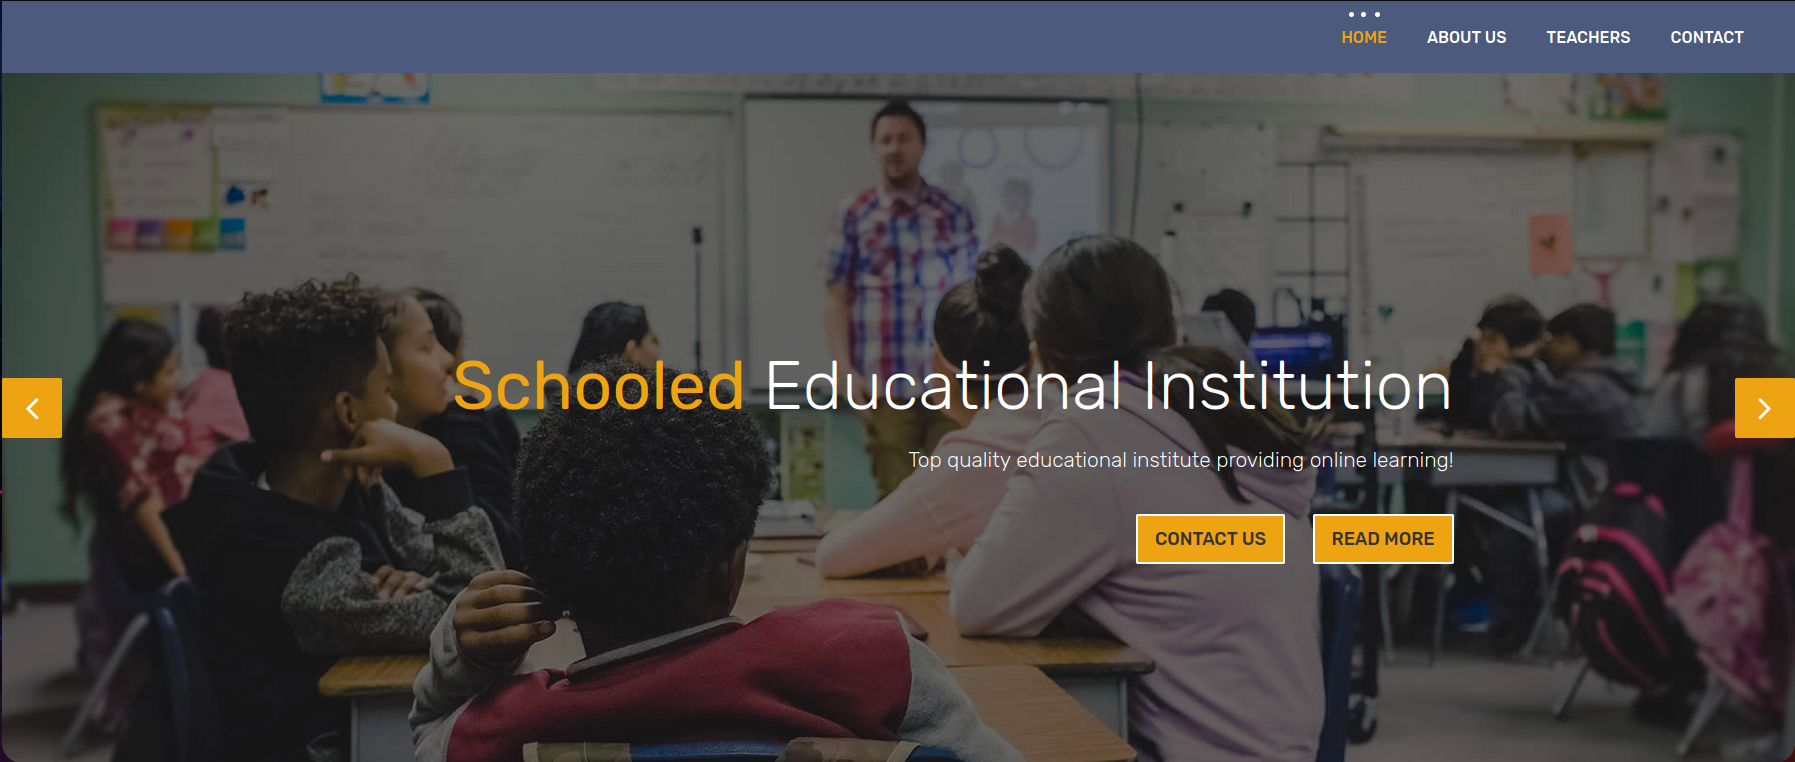 HOME ABOUT US TEACHERS CONTACT
Schooled Educational Institution
Top quality educational institute providing online learning!
CONTACT US READ MORE